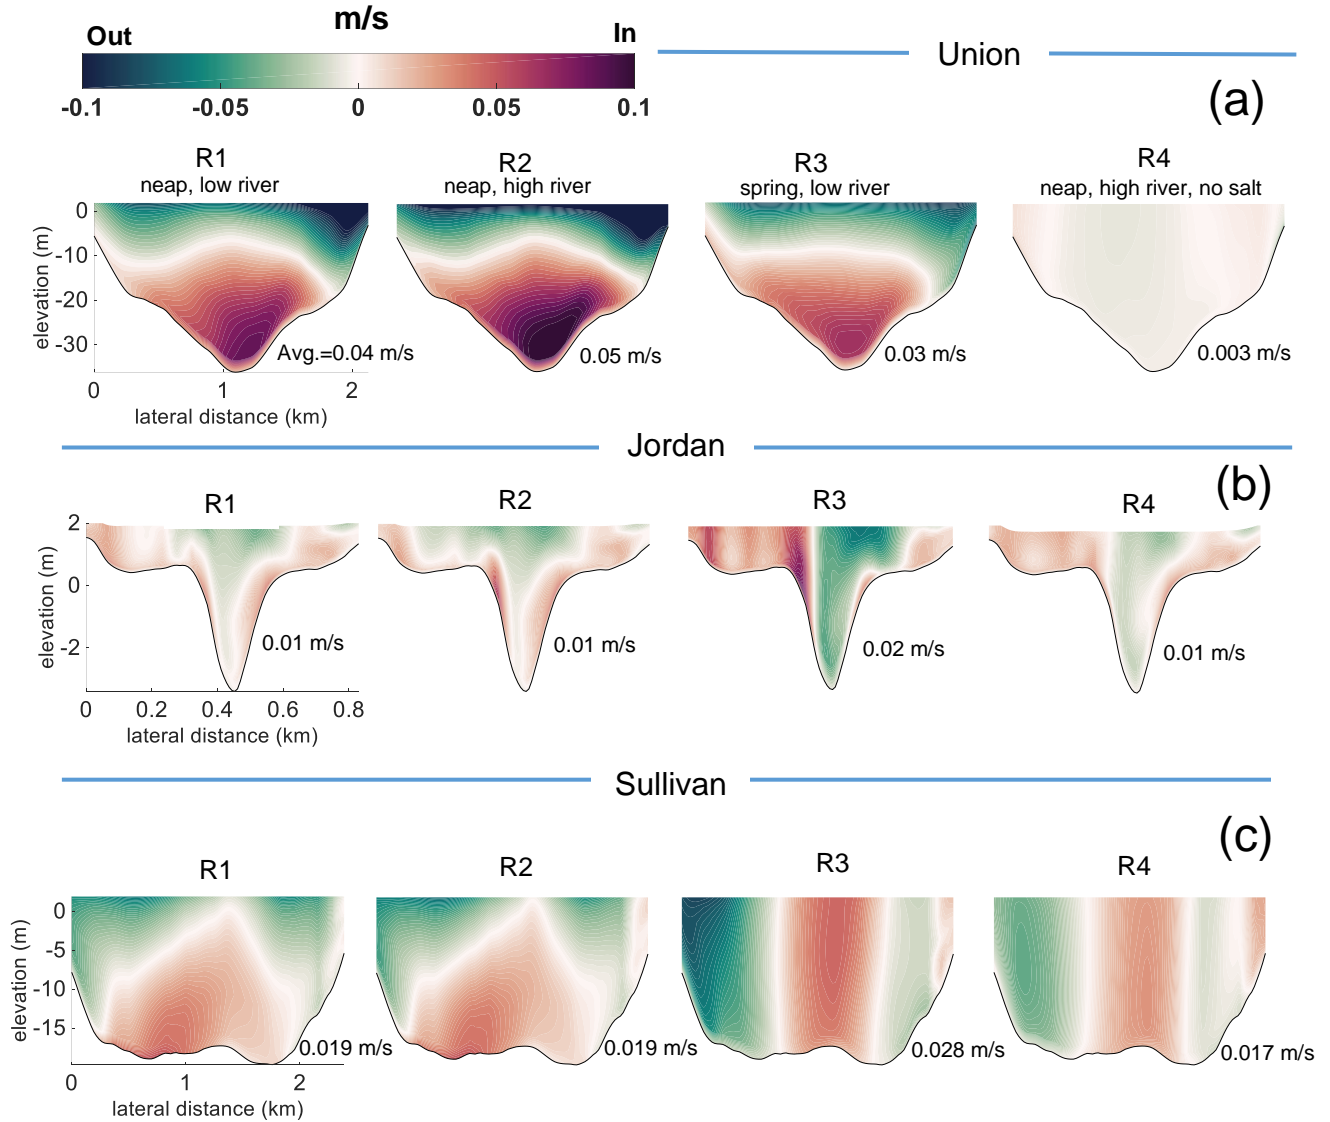 m/s
Out
In
-0.1
-0.05
0
0.05
0.1
Union
(a)
R1
neap, low river
R2
neap, high river
R3
spring, low river
R4
neap, high river, no salt
0
-10
-20
-30
elevation (m)
Avg.=0.04 m/s
0.05 m/s
0.03 m/s
0.003 m/s
0
1
2
lateral distance (km)
Jordan
(b)
R1
R2
R3
R4
2
0
-2
elevation (m)
0.01 m/s
0.01 m/s
0.02 m/s
0.01 m/s
0
0.2
0.4
0.6
0.8
lateral distance (km)
Sullivan
(c)
R1
R2
R3
R4
0
-5
-10
-15
elevation (m)
0.019 m/s
0.019 m/s
0.028 m/s
0.017 m/s
0
1
2
lateral distance (km)